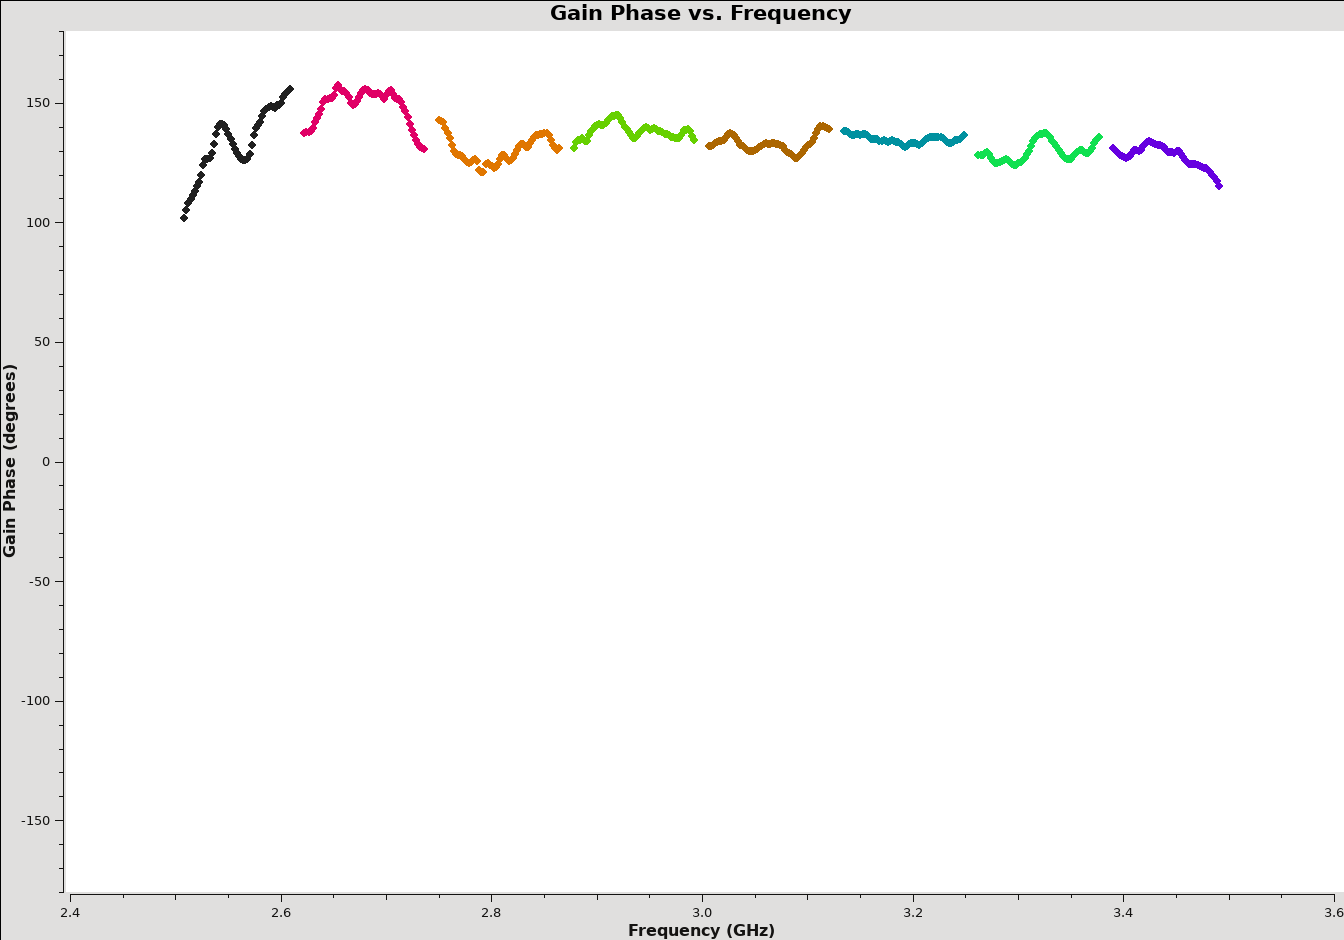 Gain Phase vs. Frequency
150
100
50
0
-50
-100
-150
Gain Phase (degrees)
2.4 2.6 2.8 3.0 3.2 3.4 3.6
Frequency (GHz)